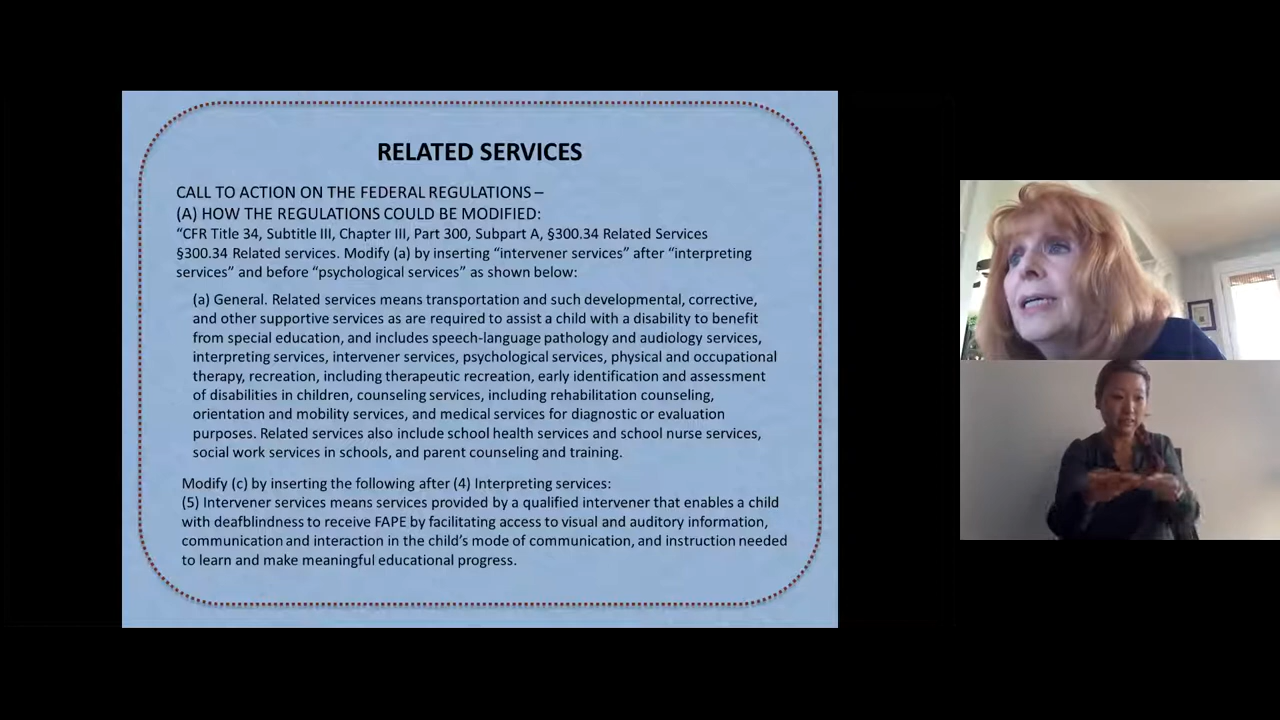 RELATED SERVICES
CALL TO ACTION ON THE FEDERAL REGULATIONS –
(A) HOW THE REGULATIONS COULD BE MODIFIED:
“CFR Title 34, Subtitle III, Chapter III, Part 300, Subpart A, §300.34 Related Services
§300.34 Related services. Modify (a) by inserting “intervener services” after “interpreting
services” and before “psychological services” as shown below:
(a) General. Related services means transportation and such developmental, corrective,
and other supportive services as are required to assist a child with a disability to benefit
from special education, and includes speech-language pathology and audiology services,
interpreting services, intervener services, psychological services, physical and occupational
therapy, recreation, including therapeutic recreation, early identification and assessment
of disabilities in children, counseling services, including rehabilitation counseling,
orientation and mobility services, and medical services for diagnostic or evaluation
purposes. Related services also include school health services and school nurse services,
social work services in schools, and parent counseling and training.
Modify (c) by inserting the following after (4) Interpreting services:
(5) Intervener services means services provided by a qualified intervener that enables a child
with deafblindness to receive FAPE by facilitating access to visual and auditory information,
communication and interaction in the child’s mode of communication, and instruction needed
to learn and make meaningful educational progress.